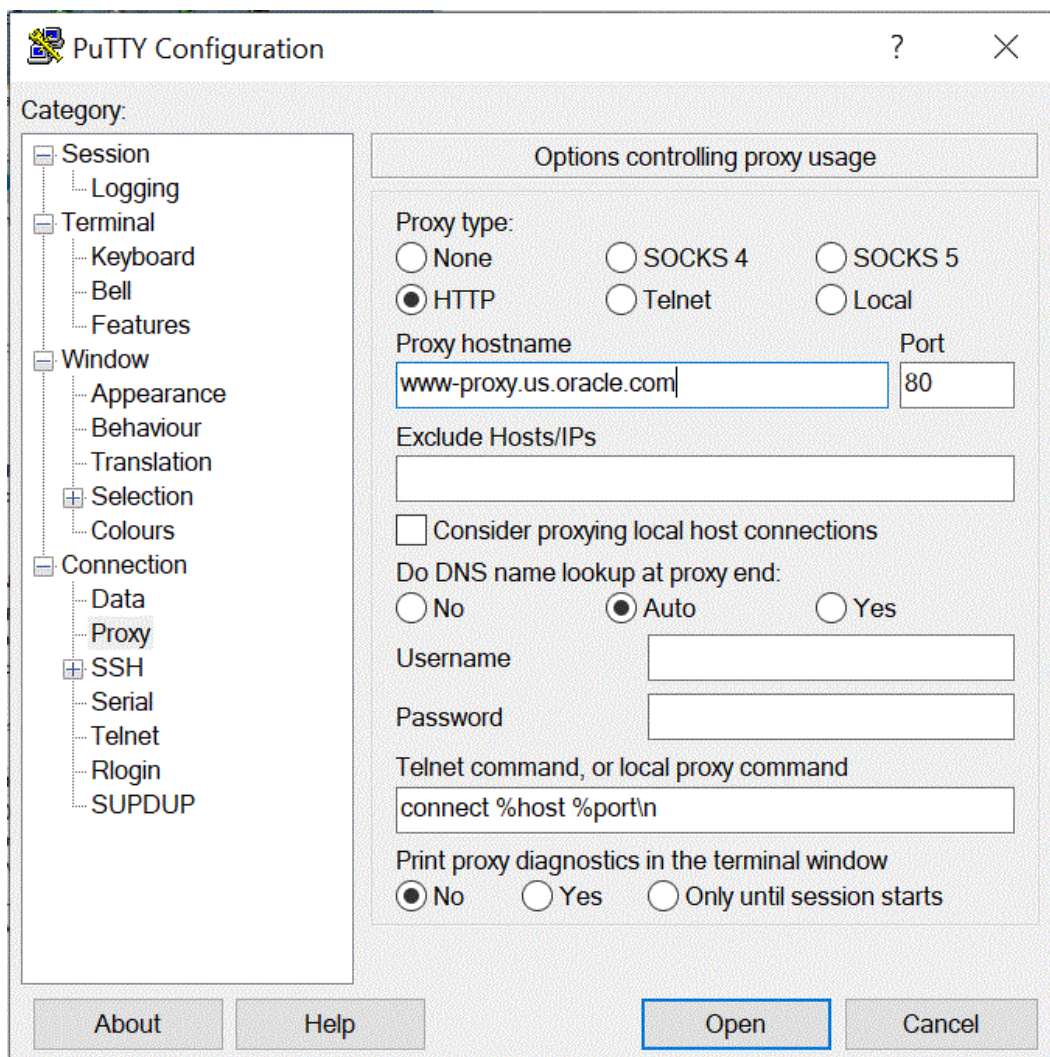 PuTTY Configuration
?
Category:
Session
Logging
Terminal
Keyboard
Bell
Features
Window
Appearance
Behaviour
Translation
Selection
Colours
Connection
Data
Proxy
SSH
Serial
Telnet
Rlogin
SUPDUP
Options controlling proxy usage
Proxy type:
None SOCKS 4 SOCKS 5
HTTP Telnet Local
Proxy hostname Port
www-proxy.us.oracle.com 80
Exclude Hosts/IPs
Consider proxying local host connections
Do DNS name lookup at proxy end:
No Auto Yes
Username
Password
Telnet command, or local proxy command
connect %host %port\n
Print proxy diagnostics in the terminal window
No Yes Only until session starts
About Help Open Cancel